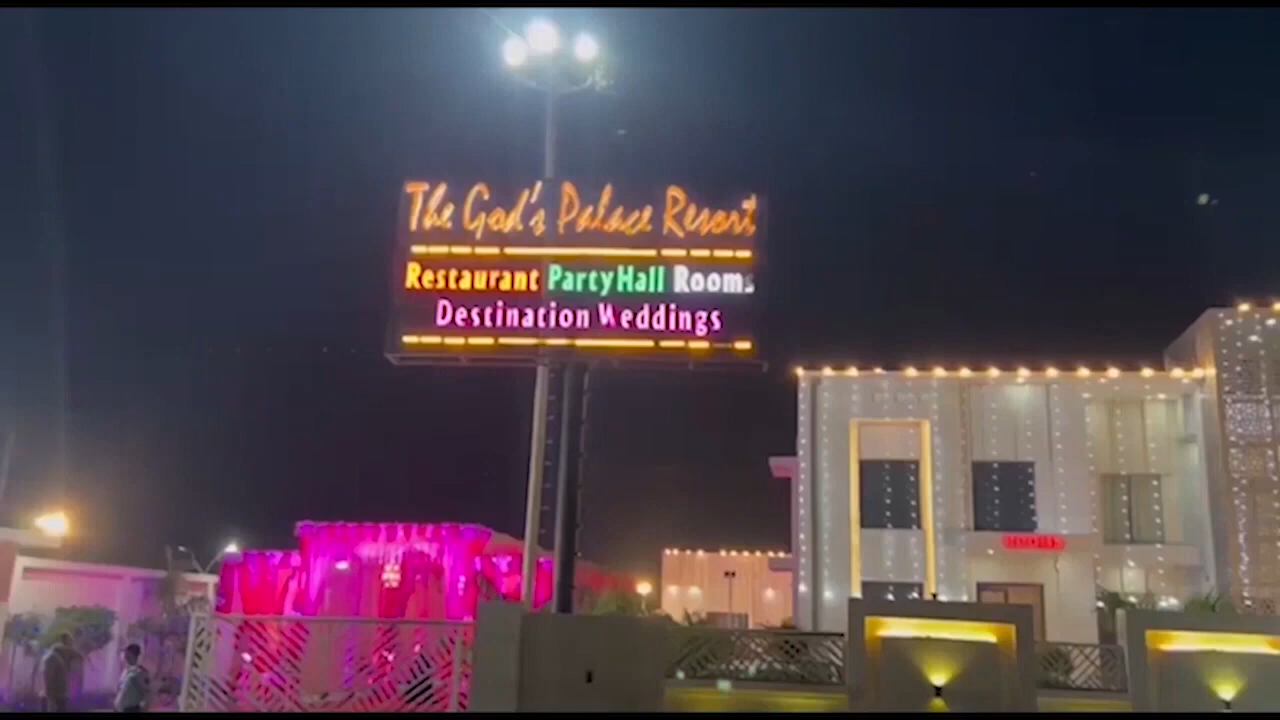 The God's Palace Resort
Restaurant PartyHall Rooms
Destination Weddings